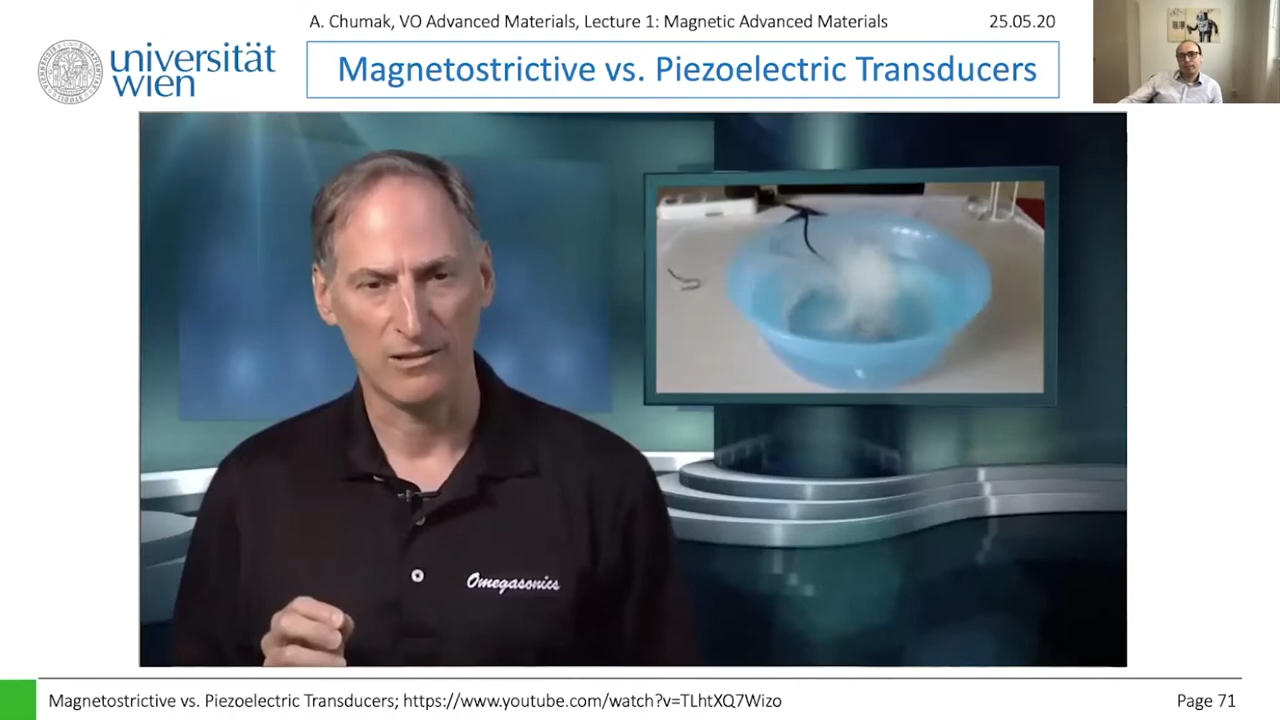 A. Chumak, VO Advanced Materials, Lecture 1: Magnetic Advanced Materials
25.05.20
universität
wien
Magnetostrictive vs. Piezoelectric Transducers
Omegasonics
Magnetostrictive vs. Piezoelectric Transducers; https://www.youtube.com/watch?v=TLhtXQ7Wizo
Page 71